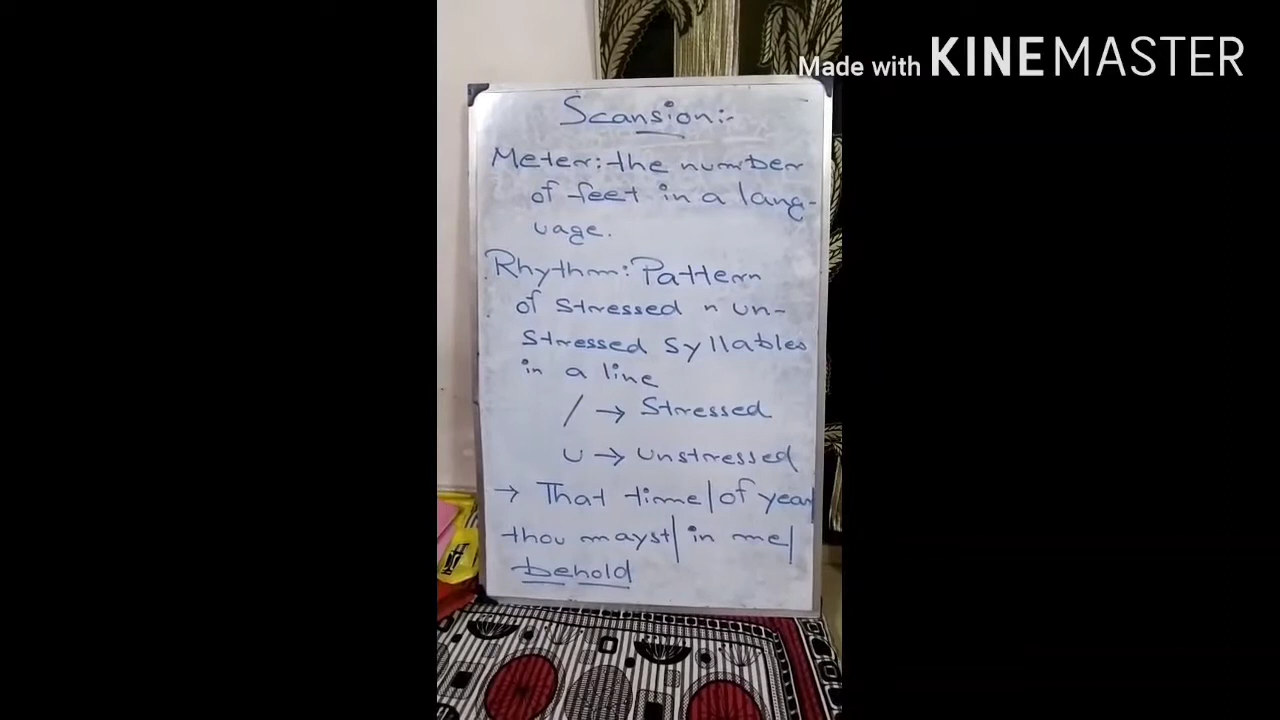 Made with KINEMASTER
Scansion:-
Meter: the number
of feet in a lang-
uage.
Rhythm: Pattern
of stressed n un-
stressed syllables
in a line
/ → Stressed
u → unstressed
→ That time/of year/
thou mayst/ in me/
behold